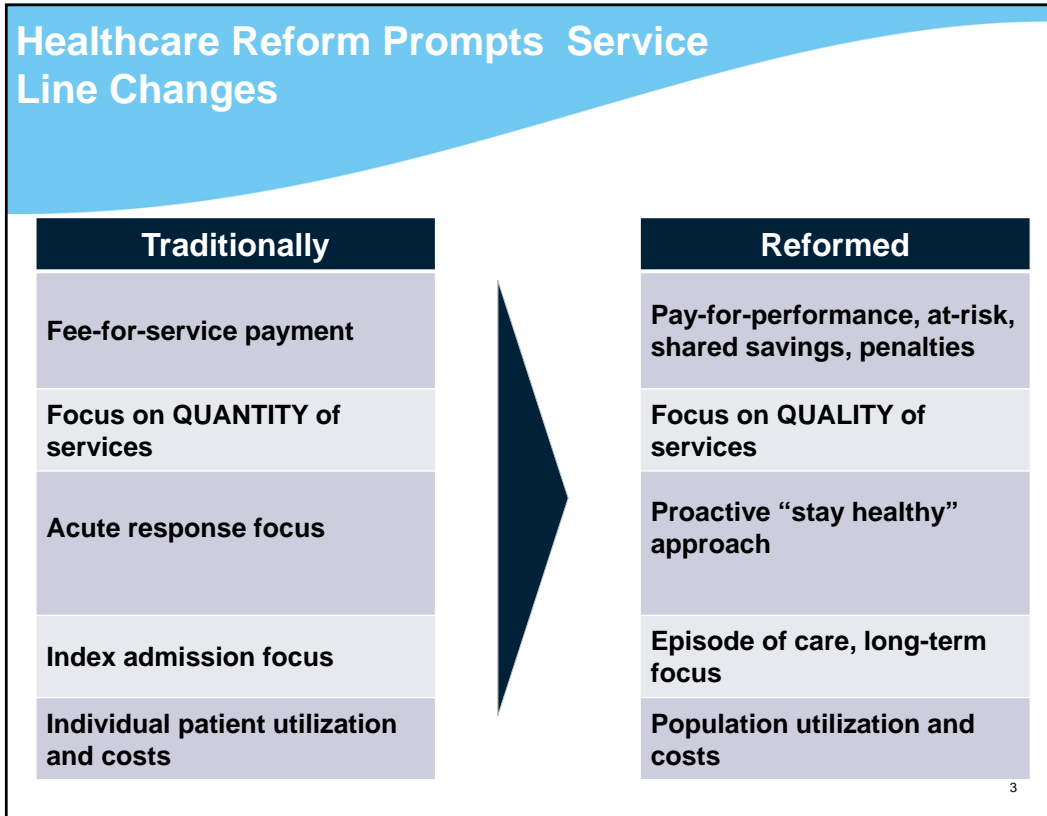 Healthcare Reform Prompts  Service
Line Changes
Traditionally
Fee-for-service payment
Focus on QUANTITY of
services
Acute response focus
Index admission focus
Individual patient utilization
and costs
Reformed
Pay-for-performance, at-risk,
shared savings, penalties
Focus on QUALITY of
services
Proactive “stay healthy”
approach
Episode of care, long-term
focus
Population utilization and
costs
3